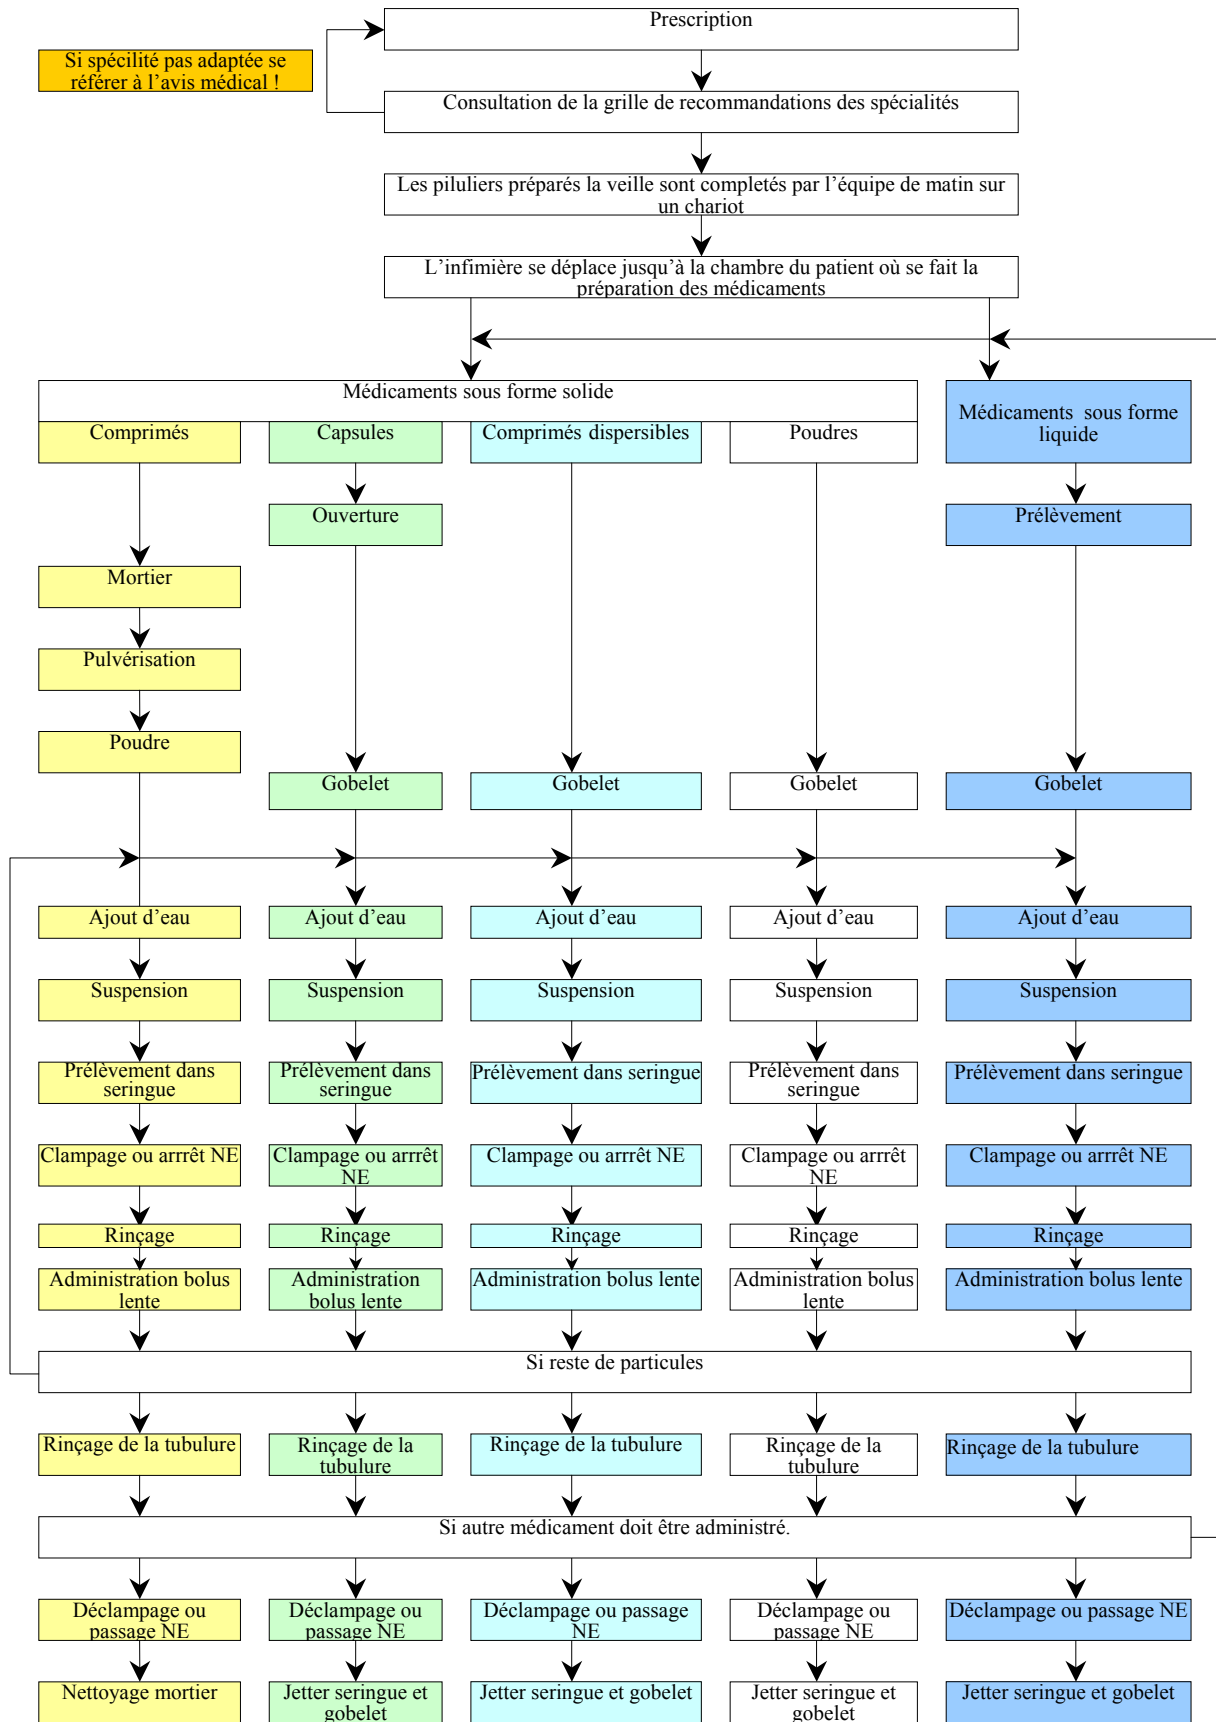 Prescription
Si spécilité pas adaptée se
référer à l’avis médical !
Consultation de la grille de recommandations des spécialités
Les piluliers préparés la veille sont completés par l’équipe de matin sur
un chariot
L’infimière se déplace jusqu’à la chambre du patient où se fait la
préparation des médicaments
Médicaments sous forme solide
Médicaments sous forme
liquide
Comprimés
Capsules
Comprimés dispersibles
Poudres
Ouverture
Prélèvement
Mortier
Pulvérisation
Poudre
Gobelet
Gobelet
Gobelet
Gobelet
Ajout d’eau
Ajout d’eau
Ajout d’eau
Ajout d’eau
Ajout d’eau
Suspension
Suspension
Suspension
Suspension
Suspension
Prélèvement dans
seringue
Prélèvement dans
seringue
Prélèvement dans seringue
Prélèvement dans
seringue
Prélèvement dans seringue
Clampage ou arrrêt NE
Clampage ou arrrêt
NE
Clampage ou arrrêt NE
Clampage ou arrrêt
NE
Clampage ou arrrêt NE
Rinçage
Rinçage
Rinçage
Rinçage
Rinçage
Administration bolus
lente
Administration
bolus lente
Administration bolus lente
Administration bolus
lente
Administration bolus lente
Si reste de particules
Rinçage de la tubulure
Rinçage de la
tubulure
Rinçage de la tubulure
Rinçage de la
tubulure
Rinçage de la tubulure
Si autre médicament doit être administré.
Déclampage ou
passage NE
Déclampage ou
passage NE
Déclampage ou passage
NE
Déclampage ou
passage NE
Déclampage ou passage NE
Nettoyage mortier
Jetter seringue et
gobelet
Jetter seringue et gobelet
Jetter seringue et
gobelet
Jetter seringue et gobelet